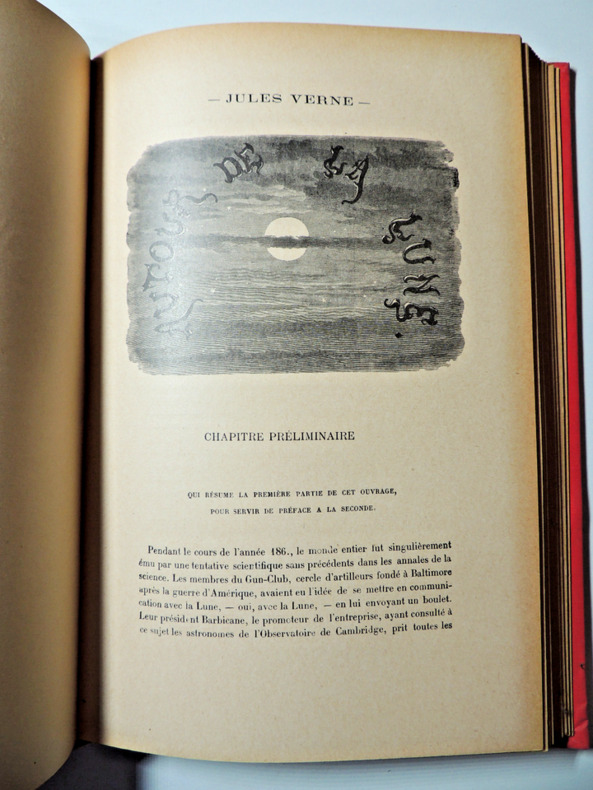 — JULES VERNE —
AUTOUR DE LA LUNE.
CHAPITRE PRÉLIMINAIRE
QUI RÉSUME LA PREMIÈRE PARTIE DE CET OUVRAGE,
POUR SERVIR DE PRÉFACE A LA SECONDE.
Pendant le cours de l'année 186., le monde entier fut singulièrement
ému par une tentative scientifique sans précédents dans les annales de la
science. Les membres du Gun-Club, cercle d'artilleurs fondé à Baltimore
après la guerre d'Amérique, avaient eu l'idée de se mettre en communi-
cation avec la Lune, — oui, avec la Lune, — en lui envoyant un boulet.
Leur président Barbicane, le promoteur de l'entreprise, ayant consulté à
ce sujet les astronomes de l'Observatoire de Cambridge, prit toutes les